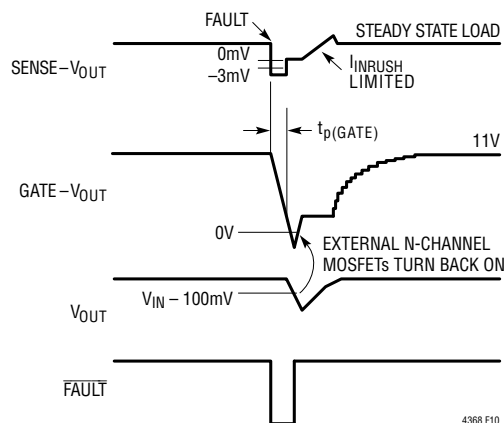 FAULT
STEADY STATE LOAD
0mV
SENSE–VOUT
–3mV
IINRUSH
LIMITED
tp(GATE)
11V
GATE–VOUT
0V
EXTERNAL N-CHANNEL
MOSFETs TURN BACK ON
VIN – 100mV
VOUT
FAULT
4368 F10